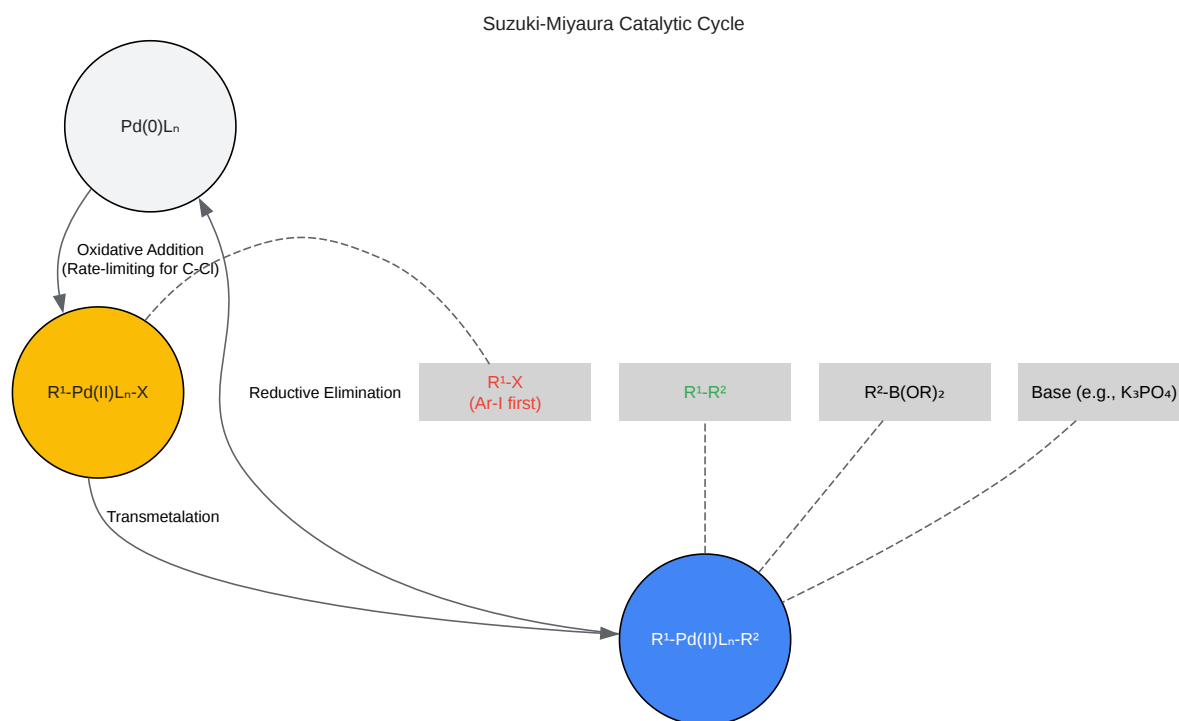 Suzuki-Miyaura Catalytic Cycle
Pd(0)Lₙ
Oxidative Addition
(Rate-limiting for C-Cl)
R¹-Pd(II)Lₙ-X
Reductive Elimination
R¹-X
(Ar-I first)
R¹-R²
R²-B(OR)₂
Base (e.g., K₃PO₄)
Transmetalation
R¹-Pd(II)Lₙ-R²